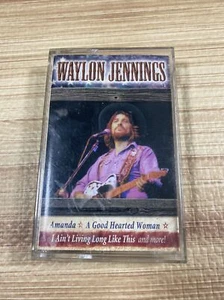 WAYLON JENNINGS
Amanda ☆ A Good Hearted Woman ☆
I Ain't Living Long Like This and more!